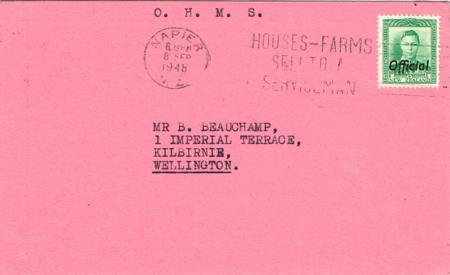 O. H. M. S.
NAPIER
8 SEP
1948
N.Z.
HOUSES-FARMS
SELL TO A
SERVICEMAN
Official
MR B. BEAUCHAMP,
1 IMPERIAL TERRACE,
KILBIRNIE,
WELLINGTON.